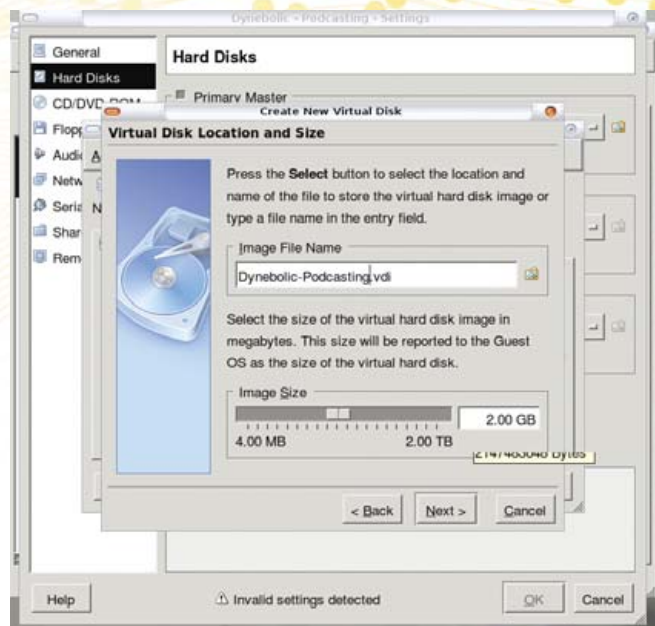 Dynebolic - Podcasting - Settings
General
Hard Disks
CD/DVD-ROM
Hard Disks
Primary Master
Create New Virtual Disk
Virtual Disk Location and Size
Press the Select button to select the location and
name of the file to store the virtual hard disk image or
type a file name in the entry field.
Image File Name
Dynebolic-Podcasting.vdi
Select the size of the virtual hard disk image in
megabytes. This size will be reported to the Guest
OS as the size of the virtual hard disk.
Image Size
2.00 GB
4.00 MB 2.00 TB
< Back Next > Cancel
Help Invalid settings detected OK Cancel